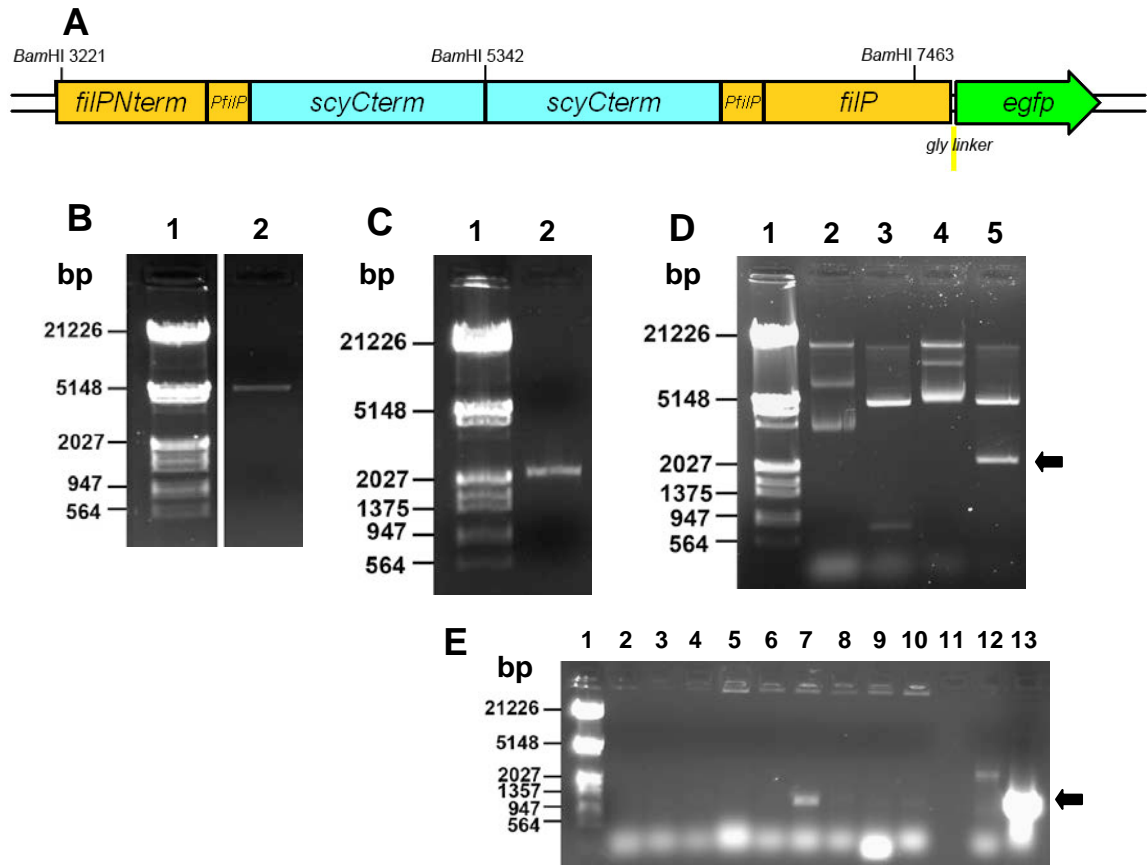 A
BamHI 3221
BamHI 5342
BamHI 7463
filPNterm PfilP scyCterm scyCterm PfilP filP egfp
gly linker
B
1 2
bp
21226
5148
2027
947
564
C
1 2
bp
21226
5148
2027
1375
947
564
D
1 2 3 4 5
bp
21226
5148
2027
1375
947
564
E
1 2 3 4 5 6 7 8 9 10 11 12 13
bp
21226
5148
2027
1357
947
564